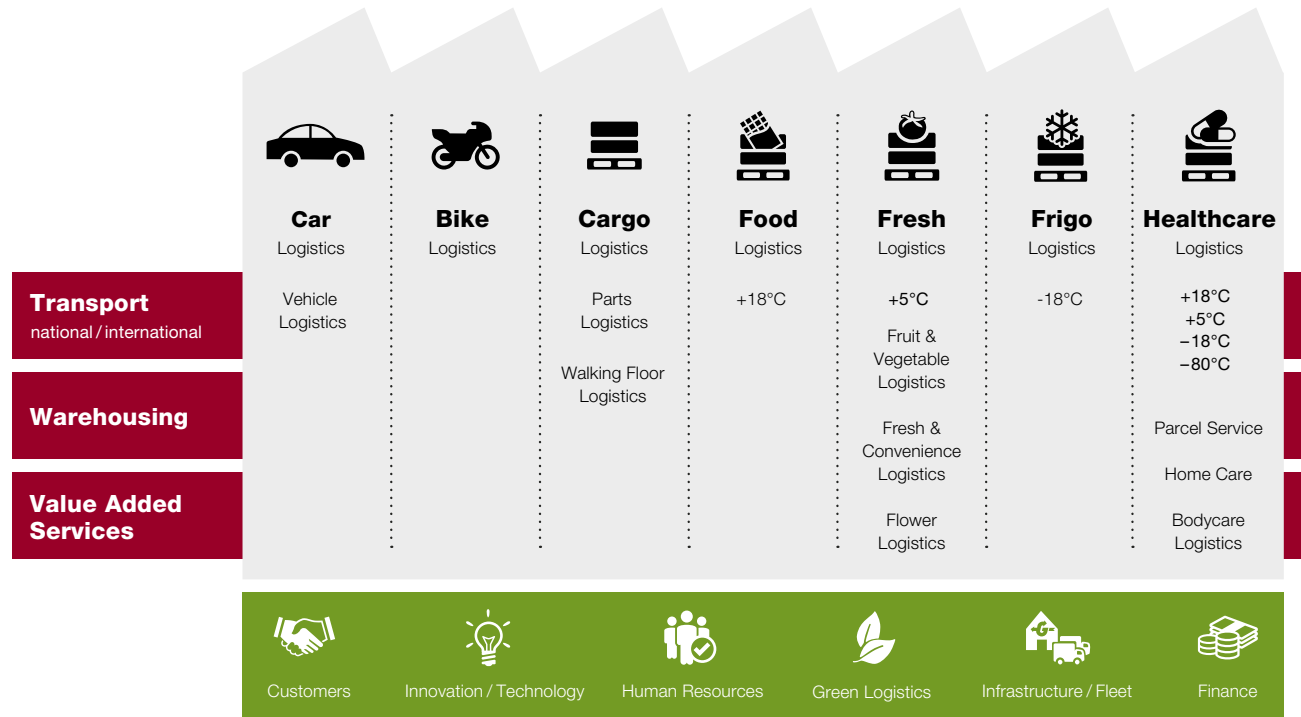 Car
Logistics
Vehicle
Logistics
Bike
Logistics
Cargo
Logistics
Parts
Logistics
Walking Floor
Logistics
Food
Logistics
+18°C
Fresh
Logistics
+5°C
Fruit &
Vegetable
Logistics
Fresh &
Convenience
Logistics
Flower
Logistics
Frigo
Logistics
-18°C
Healthcare
Logistics
+18°C
+5°C
–18°C
–80°C
Parcel Service
Home Care
Bodycare
Logistics
Transport
national / international
Warehousing
Value Added
Services
-G-
Customers
Innovation / Technology
Human Resources
Green Logistics
Infrastructure / Fleet
Finance